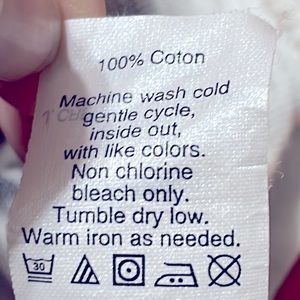 100% Coton
Machine wash cold
gentle cycle,
inside out,
with like colors.
Non chlorine
bleach only.
Tumble dry low.
Warm iron as needed.
30